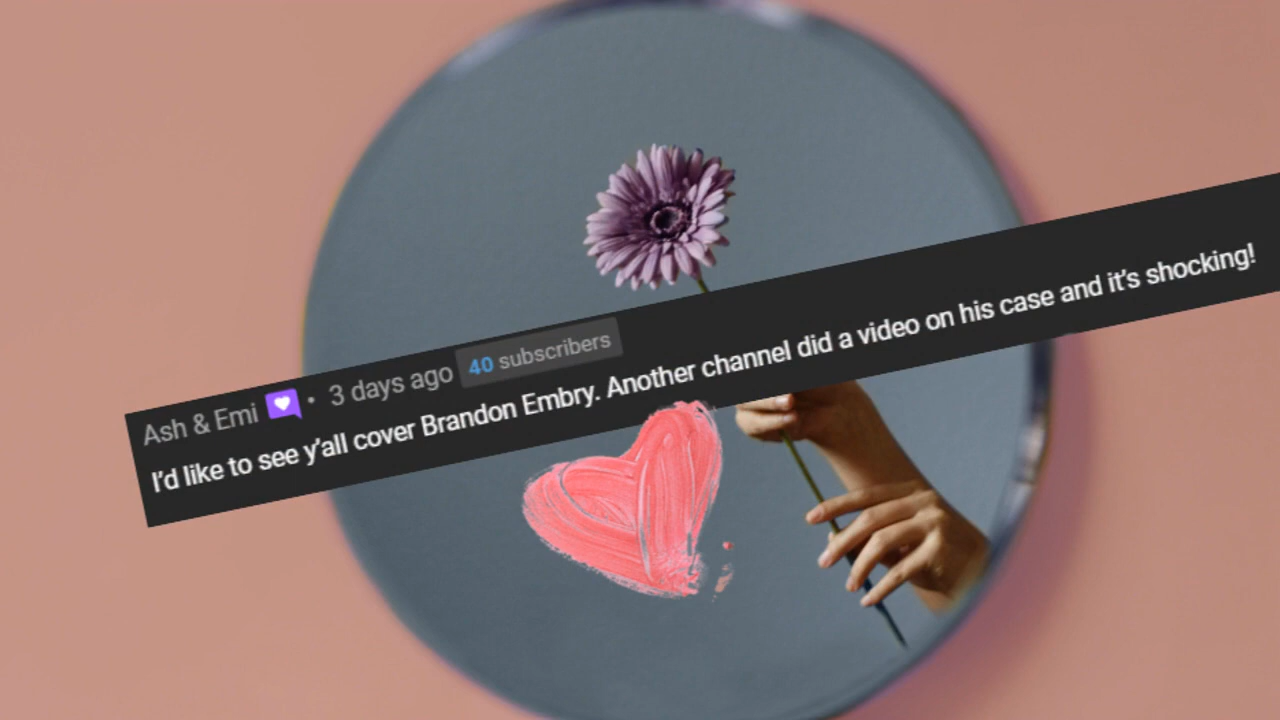 Ash & Emi • 3 days ago 40 subscribers
I'd like to see y'all cover Brandon Embry. Another channel did a video on his case and it's shocking!